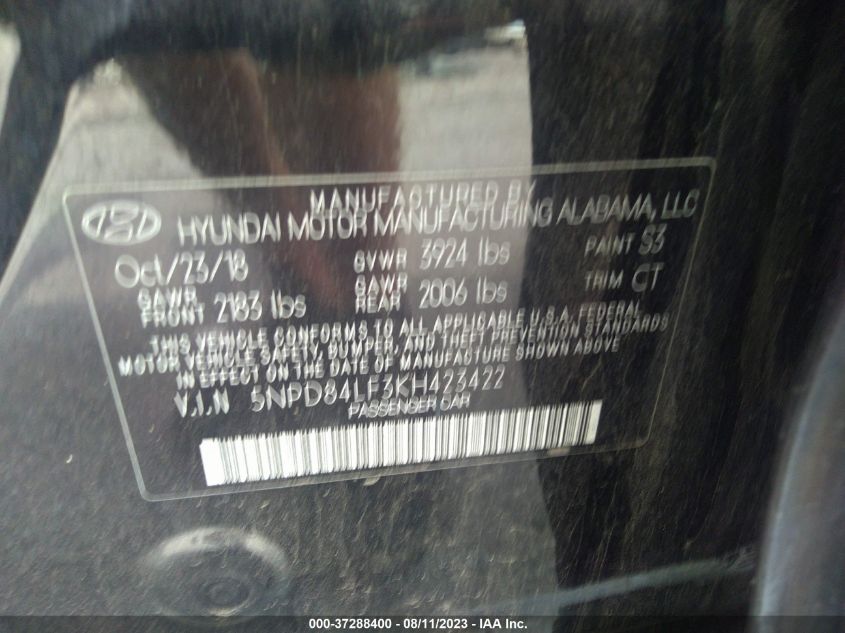 MANUFACTURED BY
HYUNDAI MOTOR MANUFACTURING ALABAMA, LLC
Oct/23/18 GVWR 3924 lbs PAINT S3
GAWR FRONT 2183 lbs GAWR REAR 2006 lbs TRIM CT
THIS VEHICLE CONFORMS TO ALL APPLICABLE U.S.A. FEDERAL
MOTOR VEHICLE SAFETY, BUMPER, AND THEFT PREVENTION STANDARDS
IN EFFECT ON THE DATE OF MANUFACTURE SHOWN ABOVE
V.I.N 5NPD84LF3KH423422
PASSENGER CAR
000-37288400 - 08/11/2023 - IAA Inc.